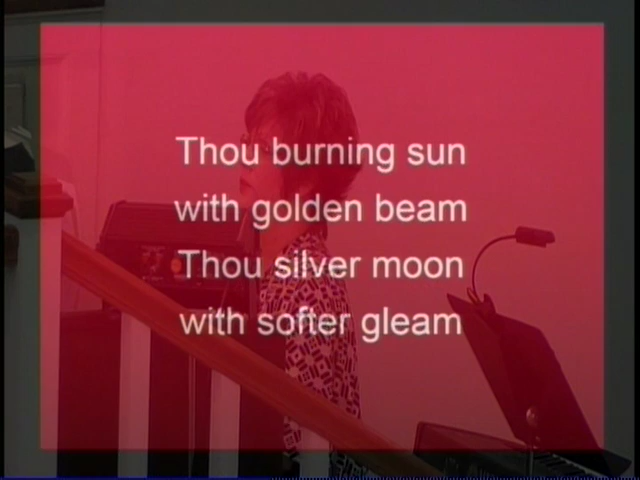 Thou burning sun
with golden beam
Thou silver moon
with softer gleam